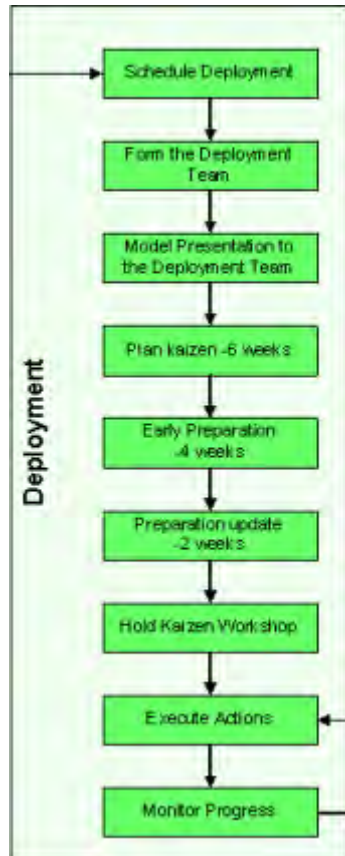 Deployment
Schedule Deployment
Form the Deployment
Team
Model Presentation to
the Deployment Team
Plan kaizen -6 weeks
Early Preparation
-4 weeks
Preparation update
-2 weeks
Hold Kaizen Workshop
Execute Actions
Monitor Progress